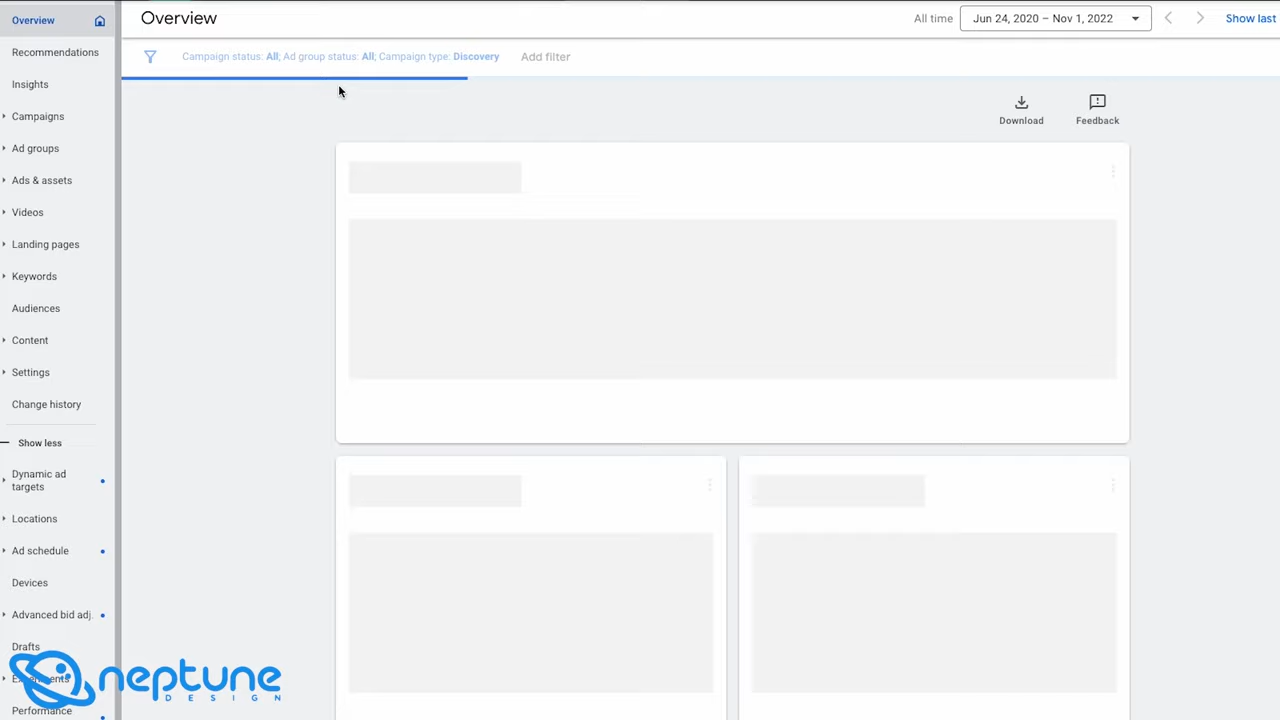 Overview
Recommendations
Insights
Campaigns
Ad groups
Ads & assets
Videos
Landing pages
Keywords
Audiences
Content
Settings
Change history
Show less
Dynamic ad
targets
Locations
Ad schedule
Devices
Advanced bid adj.
Drafts
Experiments
Performance
Overview
All time
Jun 24, 2020 – Nov 1, 2022
Show last
Campaign status: All; Ad group status: All; Campaign type: Discovery
Add filter
Download
Feedback
neptune
DESIGN